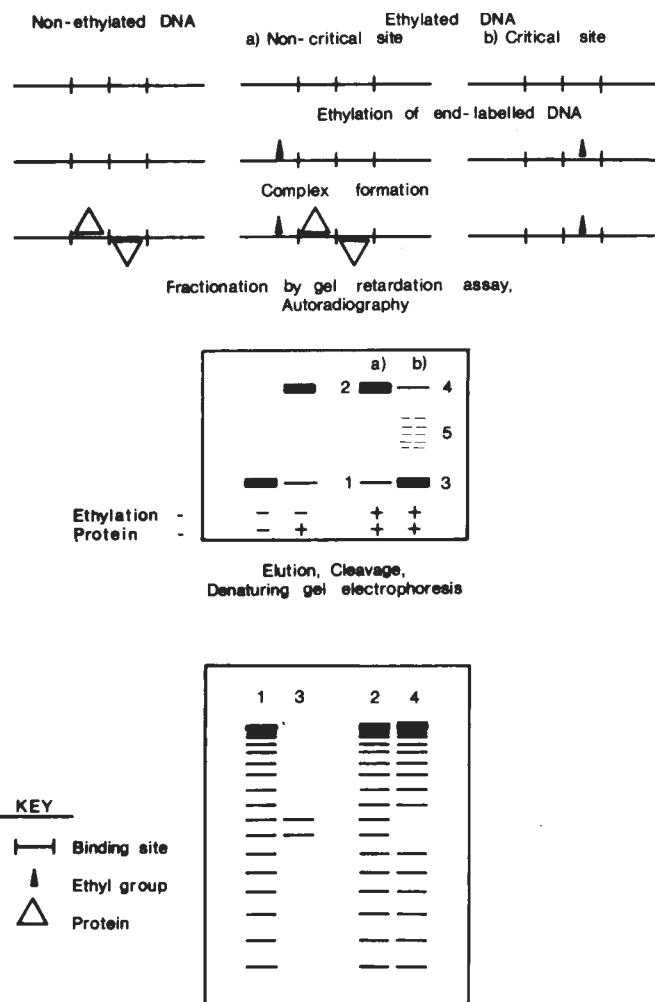 Non-ethylated DNA
Ethylated DNA
a) Non-critical site
b) Critical site
Ethylation of end-labelled DNA
Complex formation
Fractionation by gel retardation assay,
Autoradiography
a) b)
2 4
5
1 3
Ethylation - - - + +
Protein - - + + +
Elution, Cleavage,
Denaturing gel electrophoresis
1 3 2 4
KEY
Binding site
Ethyl group
Protein